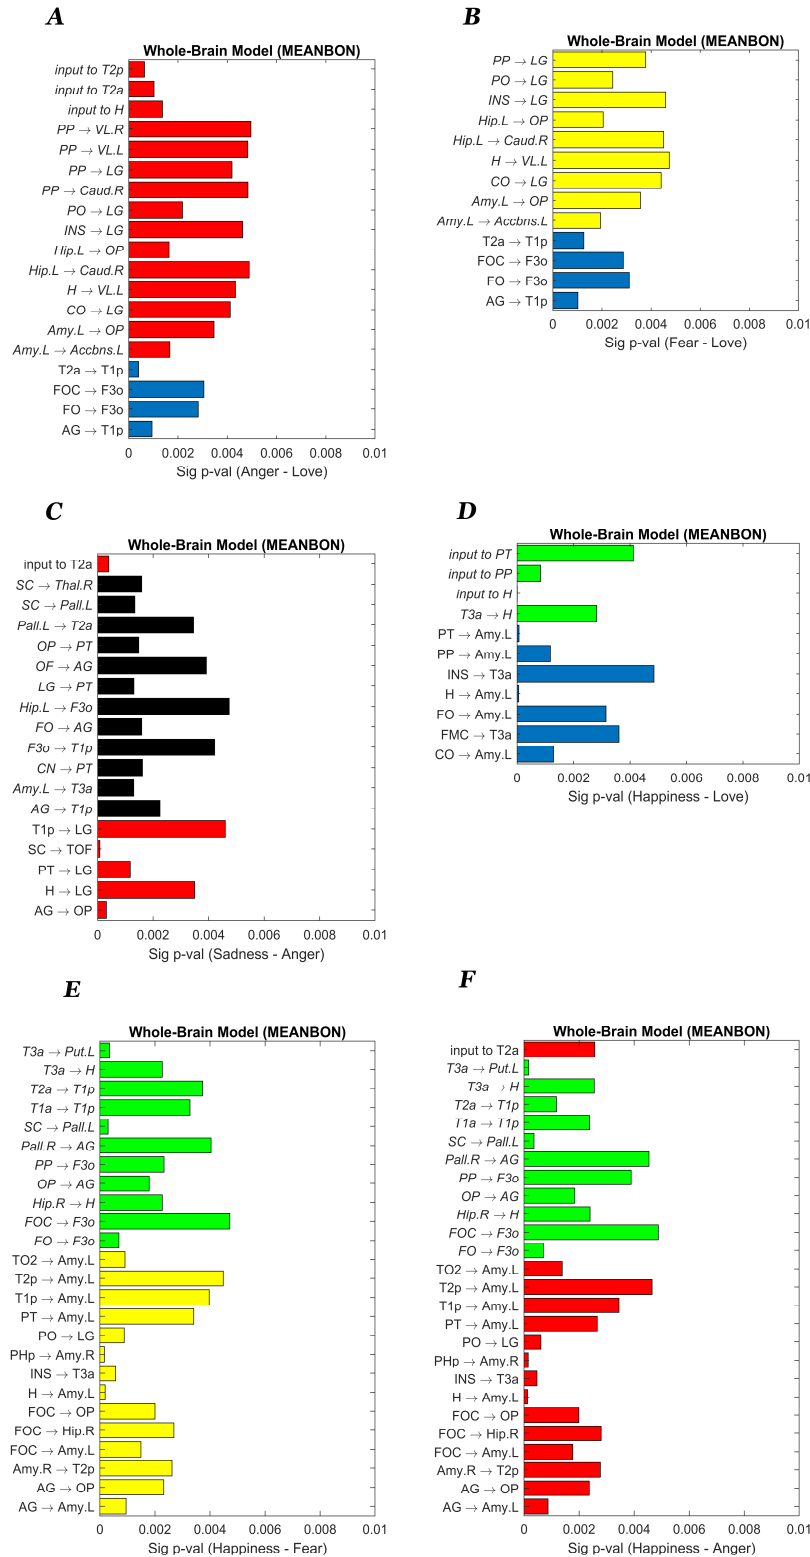 A
Whole-Brain Model (MEANBON)
input to T2p
input to T2a
input to H
PP → VL.R
PP → VL.L
PP → LG
PP → Caud.R
PO → LG
INS → LG
Hip.L → OP
Hip.L → Caud.R
H → VL.L
CO → LG
Amy.L → OP
Amy.L → Accbns.L
T2a → T1p
FOC → F3o
FO → F3o
AG → T1p
0 0.002 0.004 0.006 0.008 0.01
Sig p-val (Anger - Love)
B
Whole-Brain Model (MEANBON)
PP → LG
PO → LG
INS → LG
Hip.L → OP
Hip.L → Caud.R
H → VL.L
CO → LG
Amy.L → OP
Amy.L → Accbns.L
T2a → T1p
FOC → F3o
FO → F3o
AG → T1p
0 0.002 0.004 0.006 0.008 0.01
Sig p-val (Fear - Love)
C
Whole-Brain Model (MEANBON)
input to T2a
SC → Thal.R
SC → Pall.L
Pall.L → T2a
OP → PT
OF → AG
LG → PT
Hip.L → F3o
FO → AG
F3o → T1p
CN → PT
Amy.L → T3a
AG → T1p
T1p → LG
SC → TOF
PT → LG
H → LG
AG → OP
0 0.002 0.004 0.006 0.008 0.01
Sig p-val (Sadness - Anger)
D
Whole-Brain Model (MEANBON)
input to PT
input to PP
input to H
T3a → H
PT → Amy.L
PP → Amy.L
INS → T3a
H → Amy.L
FO → Amy.L
FMC → T3a
CO → Amy.L
0 0.002 0.004 0.006 0.008 0.01
Sig p-val (Happiness - Love)
E
Whole-Brain Model (MEANBON)
T3a → Put.L
T3a → H
T2a → T1p
T1a → T1p
SC → Pall.L
Pall.R → AG
PP → F3o
OP → AG
Hip.R → H
FOC → F3o
FO → F3o
TO2 → Amy.L
T2p → Amy.L
T1p → Amy.L
PT → Amy.L
PO → LG
PHp → Amy.R
INS → T3a
H → Amy.L
FOC → OP
FOC → Hip.R
FOC → Amy.L
Amy.R → T2p
AG → OP
AG → Amy.L
0 0.002 0.004 0.006 0.008 0.01
Sig p-val (Happiness - Fear)
F
Whole-Brain Model (MEANBON)
input to T2a
T3a → Put.L
T3a → H
T2a → T1p
T1a → T1p
SC → Pall.L
Pall.R → AG
PP → F3o
OP → AG
Hip.R → H
FOC → F3o
FO → F3o
TO2 → Amy.L
T2p → Amy.L
T1p → Amy.L
PT → Amy.L
PO → LG
PHp → Amy.R
INS → T3a
H → Amy.L
FOC → OP
FOC → Hip.R
FOC → Amy.L
Amy.R → T2p
AG → OP
AG → Amy.L
0 0.002 0.004 0.006 0.008 0.01
Sig p-val (Happiness - Anger)